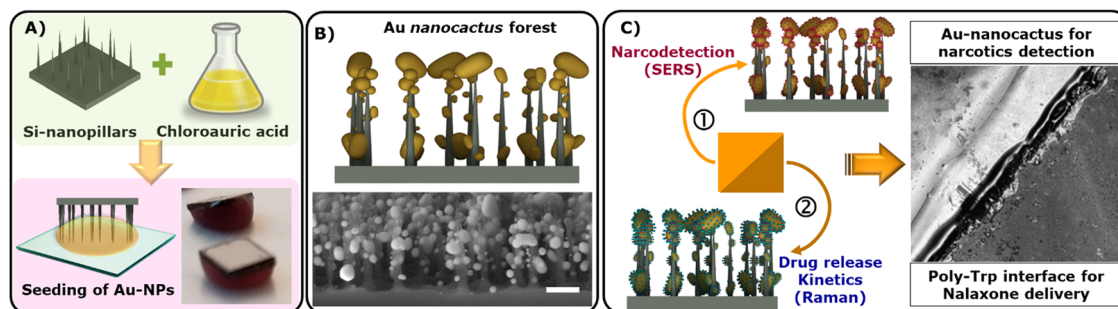 A)
Si-nanopillars
Chloroauric acid
Seeding of Au-NPs
B)
Au nanocactus forest
C)
Narcodetection
(SERS)
①
②
Drug release
Kinetics
(Raman)
Au-nanocactus for
narcotics detection
Poly-Trp interface for
Nalaxone delivery